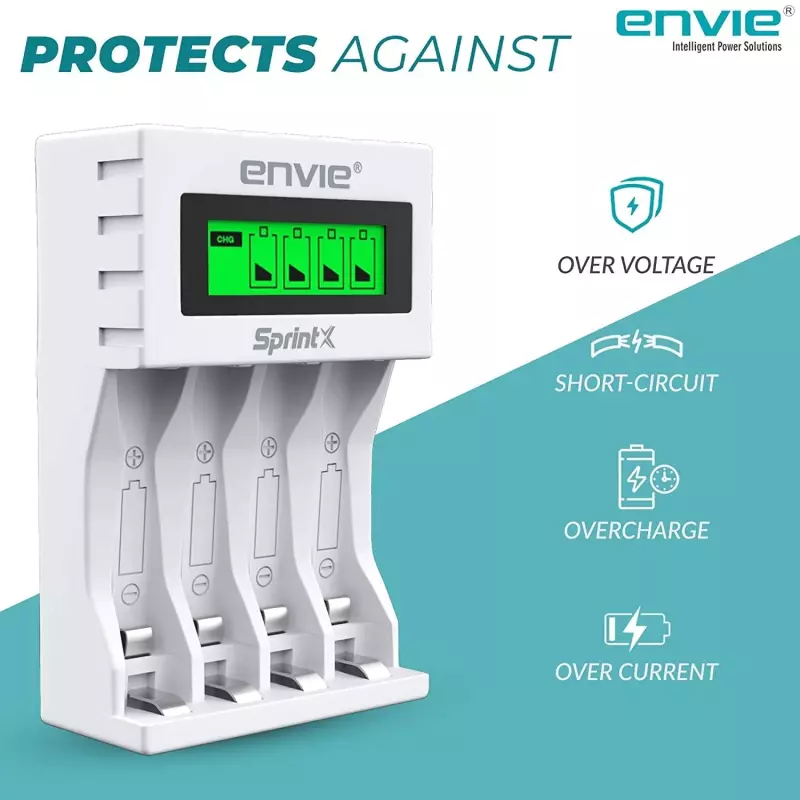 PROTECTS AGAINST
envie®
Intelligent Power Solutions
envie®
CHG
SprintX
OVER VOLTAGE
SHORT-CIRCUIT
OVERCHARGE
OVER CURRENT